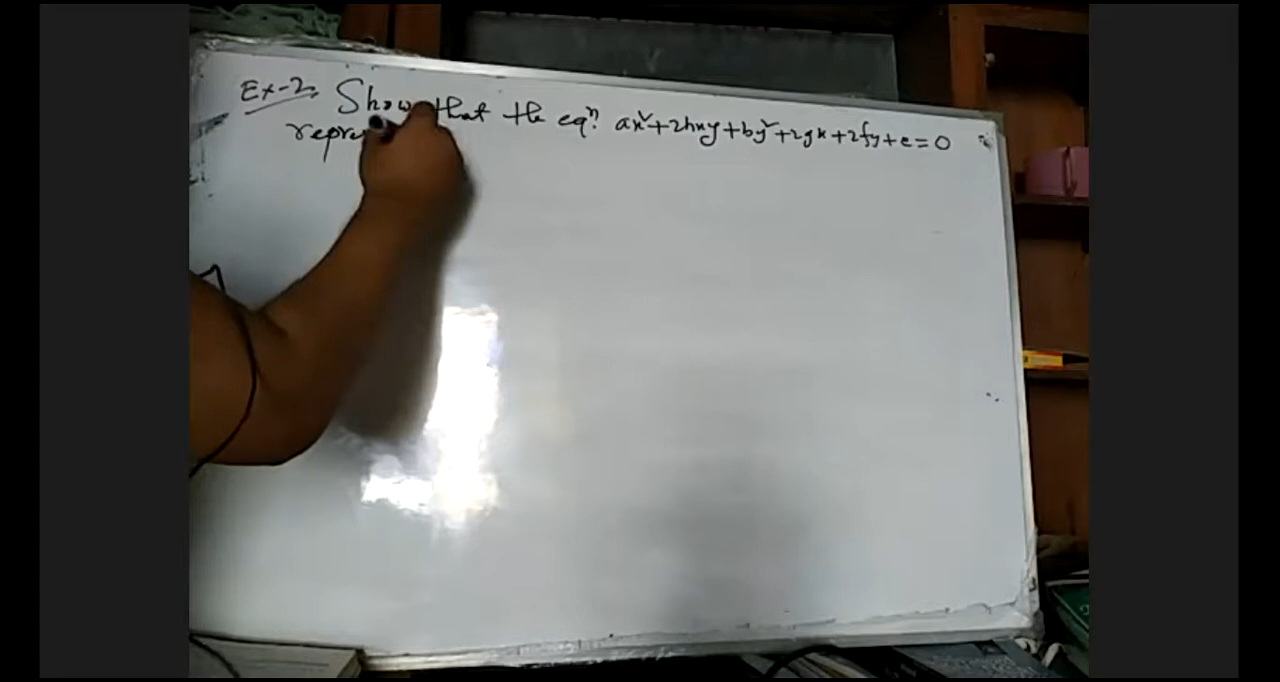 Ex-2. Show that the eqⁿ. ax²+2hxy+by²+2gx+2fy+c=0
repre